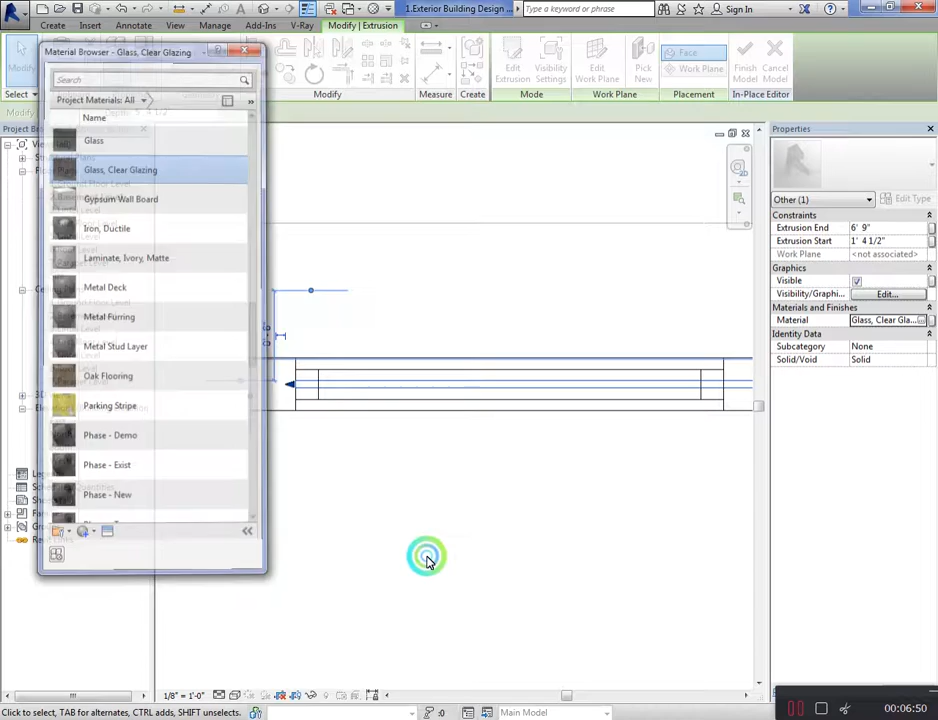 1.Exterior Building Design ...
Type a keyword or phrase
Sign In
Create Insert Annotate View Manage Add-Ins V-Ray Modify | Extrusion
Modify
Edit Extrusion
Visibility Settings
Edit Work Plane
Pick New
Face
Work Plane
Finish Model
Cancel Model
Select
Modify
Measure
Create
Mode
Work Plane
Placement
In-Place Editor
Material Browser - Glass, Clear Glazing
Search
Project Materials: All
Name
Glass
Glass, Clear Glazing
Gypsum Wall Board
Iron, Ductile
Laminate, Ivory, Matte
Metal Deck
Metal Furring
Metal Stud Layer
Oak Flooring
Parking Stripe
Phase - Demo
Phase - Exist
Phase - New
Properties
Other (1)
Edit Type
Constraints
Extrusion End 6' 9"
Extrusion Start 1' 4 1/2"
Work Plane <not associated>
Graphics
Visible
Visibility/Graphi... Edit...
Materials and Finishes
Material Glass, Clear Gla...
Identity Data
Subcategory None
Solid/Void Solid
1/8" = 1'-0"
Click to select, TAB for alternates, CTRL adds, SHIFT unselects.
:0
Main Model
00:06:50